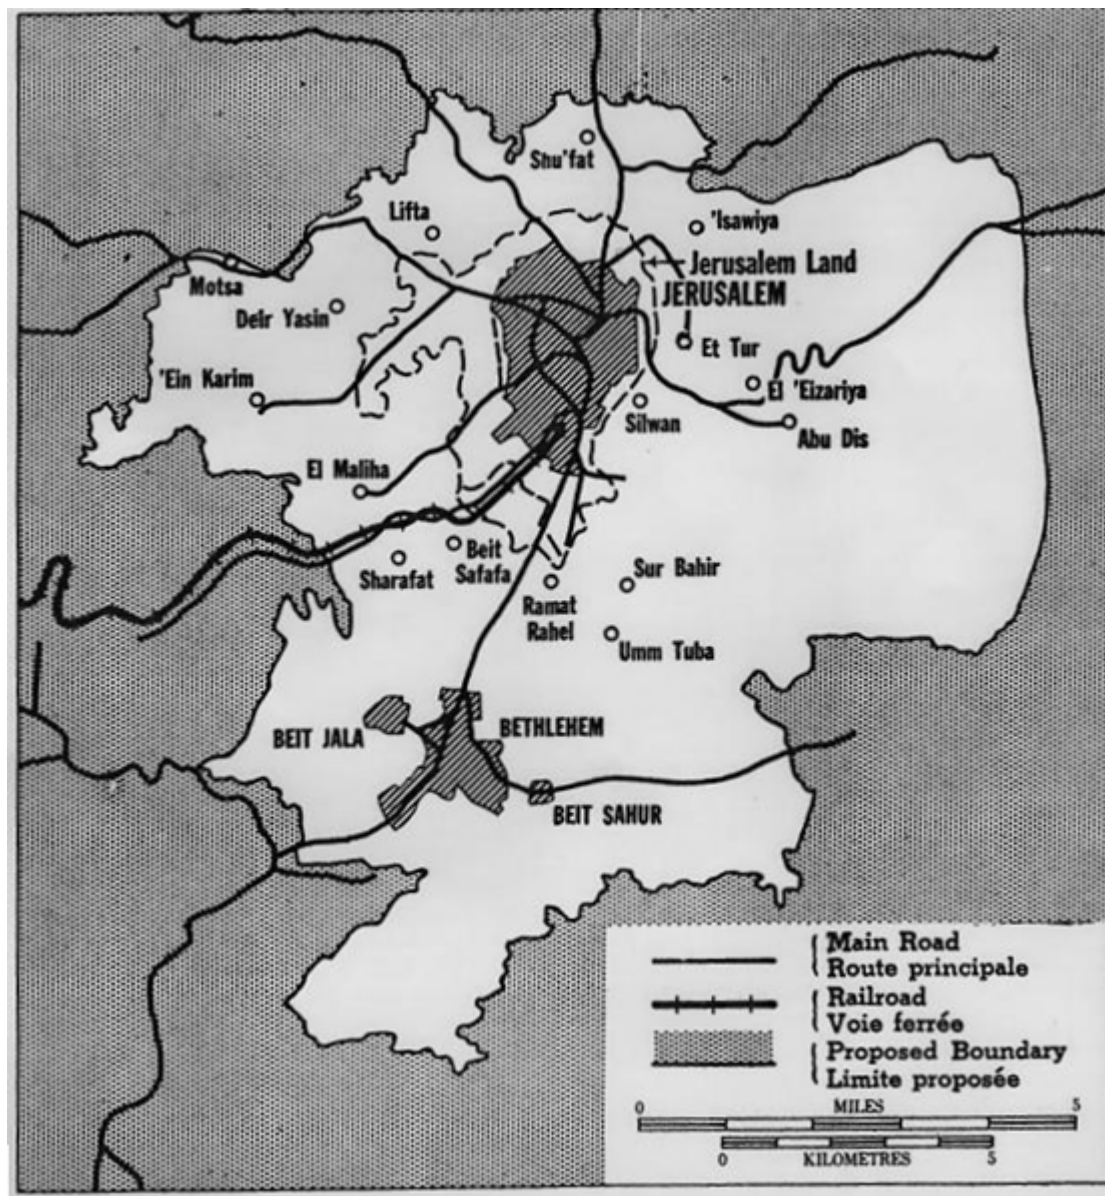 Shu'fat
Lifta
'Isawiya
Jerusalem Land
JERUSALEM
Motsa
Deir Yasin
Et Tur
'Ein Karim
El 'Eizariya
Silwan
Abu Dis
El Maliha
Beit
Safafa
Sharafat
Sur Bahir
Ramat
Rahel
Umm Tuba
BEIT JALA
BETHLEHEM
BEIT SAHUR
Main Road
Route principale
Railroad
Voie ferrée
Proposed Boundary
Limite proposée
0 MILES 5
0 KILOMETRES 5